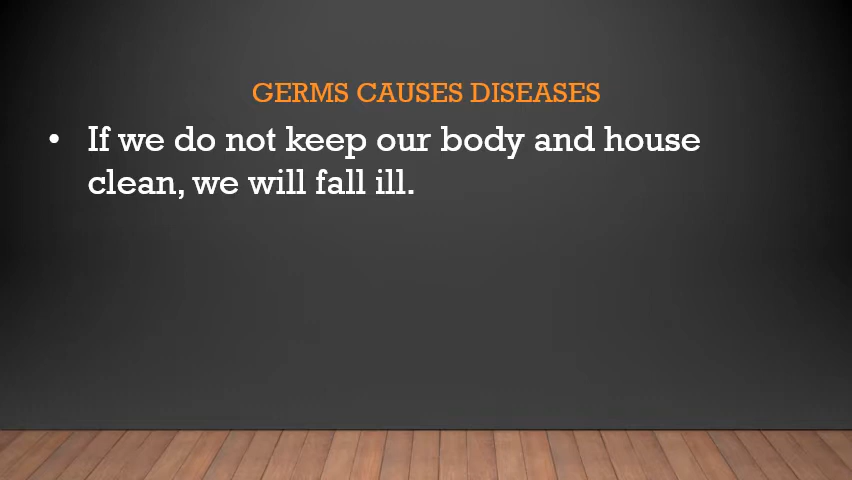 GERMS CAUSES DISEASES
• If we do not keep our body and house
clean, we will fall ill.